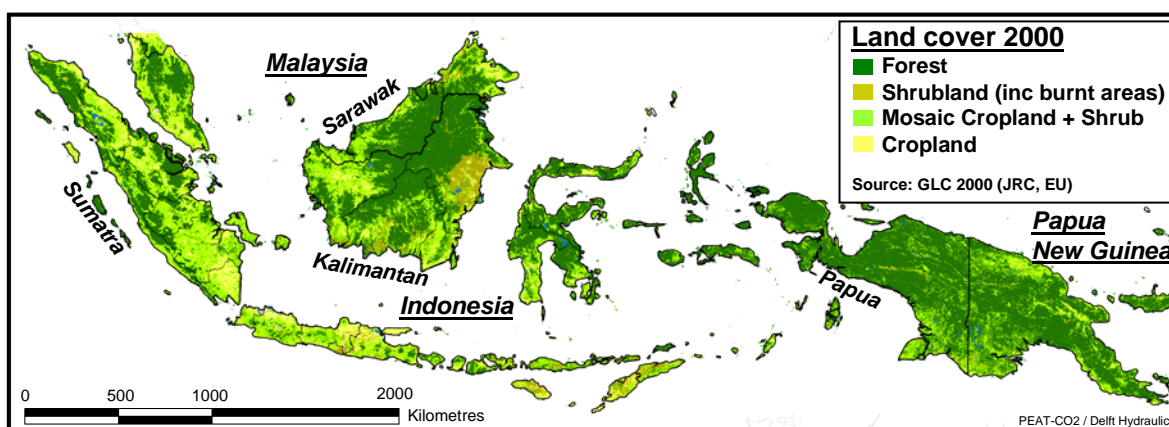 Land cover 2000
Forest
Shrubland (inc burnt areas)
Mosaic Cropland + Shrub
Cropland
Source: GLC 2000 (JRC, EU)
Malaysia
Sarawak
Sumatra
Kalimantan
Indonesia
Papua
Papua
New Guinea
0 500 1000 2000
Kilometres
PEAT-CO2 / Delft Hydraulic